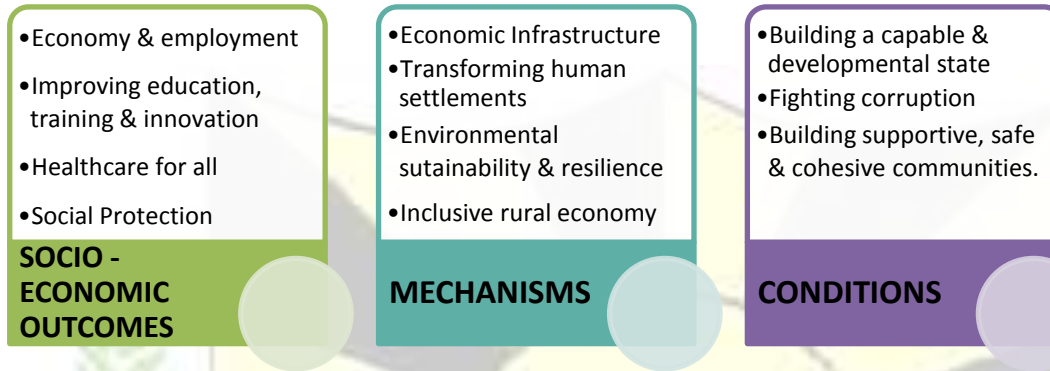 •Economy & employment
•Improving education,
training & innovation
•Healthcare for all
•Social Protection
SOCIO -
ECONOMIC
OUTCOMES
•Economic Infrastructure
•Transforming human
settlements
•Environmental
sutainability & resilience
•Inclusive rural economy
MECHANISMS
•Building a capable &
developmental state
•Fighting corruption
•Building supportive, safe
& cohesive communities.
CONDITIONS